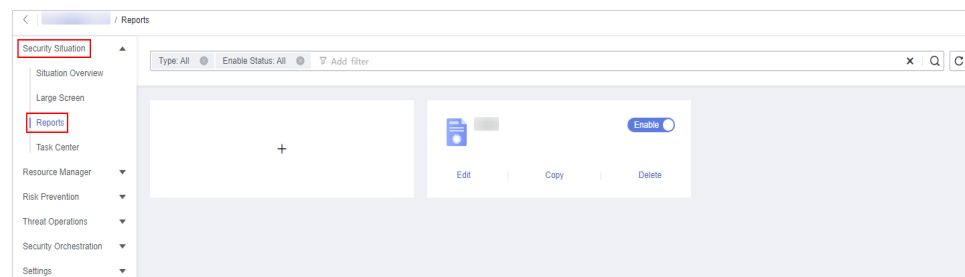 / Reports
Security Situation
Situation Overview
Large Screen
Reports
Task Center
Resource Manager
Risk Prevention
Threat Operations
Security Orchestration
Settings
Type: All Enable Status: All Add filter
Enable
Edit Copy Delete